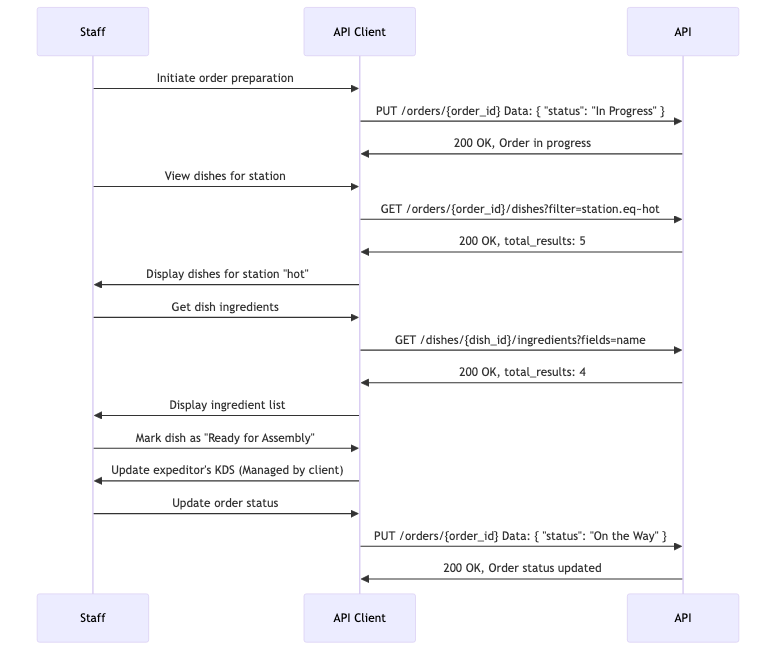 Staff
API Client
API
Initiate order preparation
PUT /orders/{order_id} Data: { "status": "In Progress" }
200 OK, Order in progress
View dishes for station
GET /orders/{order_id}/dishes?filter=station.eq~hot
200 OK, total_results: 5
Display dishes for station "hot"
Get dish ingredients
GET /dishes/{dish_id}/ingredients?fields=name
200 OK, total_results: 4
Display ingredient list
Mark dish as "Ready for Assembly"
Update expeditor's KDS (Managed by client)
Update order status
PUT /orders/{order_id} Data: { "status": "On the Way" }
200 OK, Order status updated
Staff
API Client
API